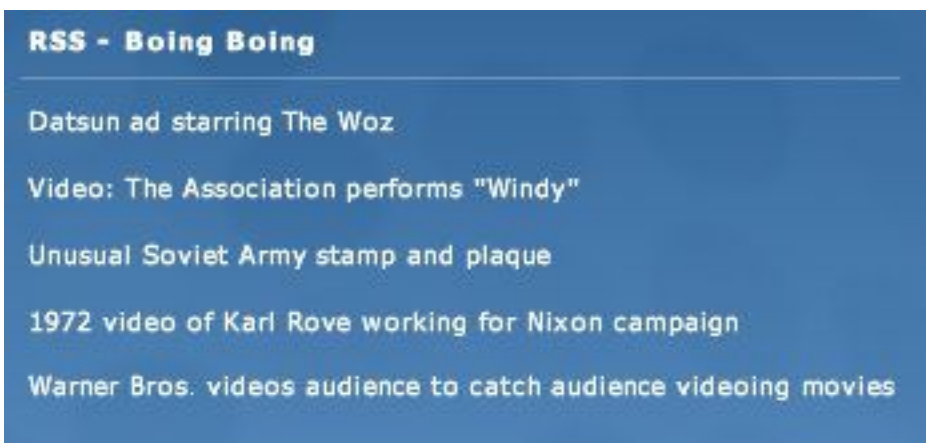 RSS - Boing Boing
Datsun ad starring The Woz
Video: The Association performs "Windy"
Unusual Soviet Army stamp and plaque
1972 video of Karl Rove working for Nixon campaign
Warner Bros. videos audience to catch audience videoing movies